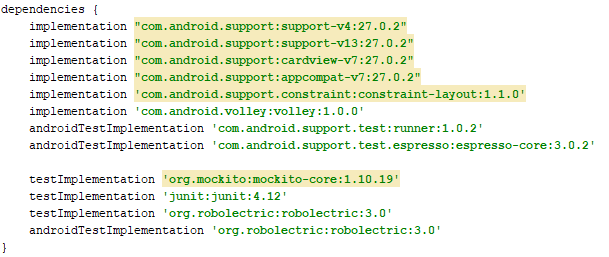 dependencies {
    implementation "com.android.support:support-v4:27.0.2"
    implementation "com.android.support:support-v13:27.0.2"
    implementation "com.android.support:cardview-v7:27.0.2"
    implementation "com.android.support:appcompat-v7:27.0.2"
    implementation 'com.android.support.constraint:constraint-layout:1.1.0'
    implementation 'com.android.volley:volley:1.0.0'
    androidTestImplementation 'com.android.support.test:runner:1.0.2'
    androidTestImplementation 'com.android.support.test.espresso:espresso-core:3.0.2'

    testImplementation 'org.mockito:mockito-core:1.10.19'
    testImplementation 'junit:junit:4.12'
    testImplementation 'org.robolectric:robolectric:3.0'
    androidTestImplementation 'org.robolectric:robolectric:3.0'
}